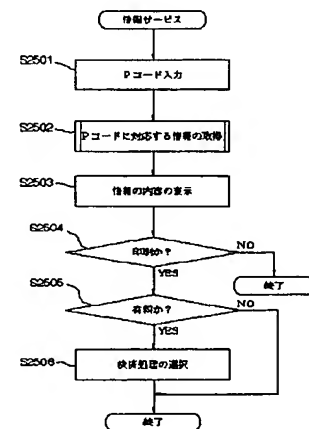 情報サービス
S2501
Pコード入力
S2502
Pコードに対応する情報の取得
S2503
情報の内容の表示
S2504
印刷か？
NO
YES
終了
S2505
有料か？
NO
YES
S2506
決済処理の選択
終了